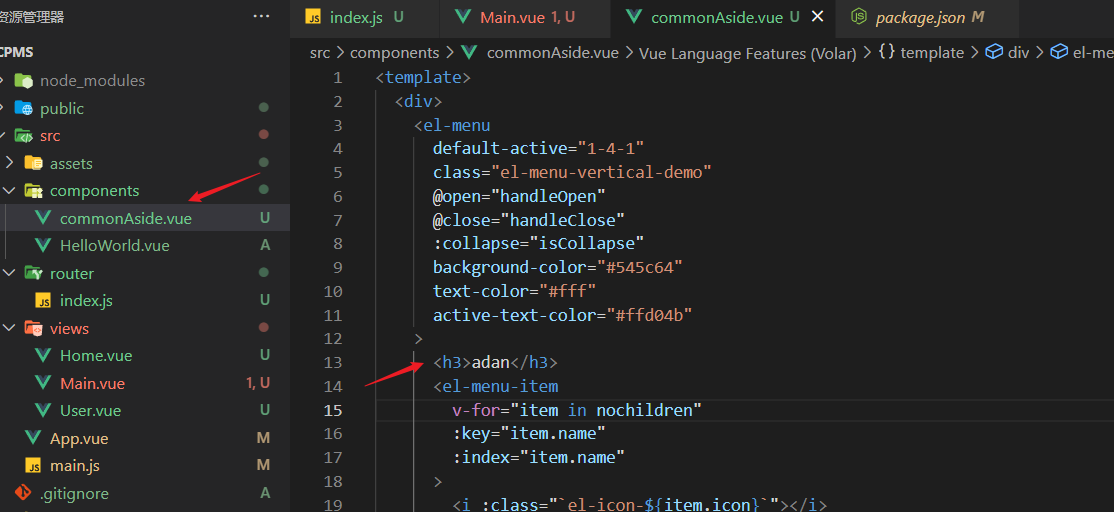 资源管理器 ···
CPMS
node_modules
public
src
assets
components
commonAside.vue U
HelloWorld.vue A
router
index.js U
views
Home.vue U
Main.vue 1, U
User.vue U
App.vue M
main.js M
.gitignore A
index.js U Main.vue 1, U commonAside.vue U package.json M
src > components > commonAside.vue > Vue Language Features (Volar) > {} template > div > el-me
1 <template>
2 <div>
3 <el-menu
4 default-active="1-4-1"
5 class="el-menu-vertical-demo"
6 @open="handleOpen"
7 @close="handleClose"
8 :collapse="isCollapse"
9 background-color="#545c64"
10 text-color="#fff"
11 active-text-color="#ffd04b"
12 >
13 <h3>adan</h3>
14 <el-menu-item
15 v-for="item in nochildren"
16 :key="item.name"
17 :index="item.name"
18 >
19 <i :class="`el-icon-${item.icon}`"></i>